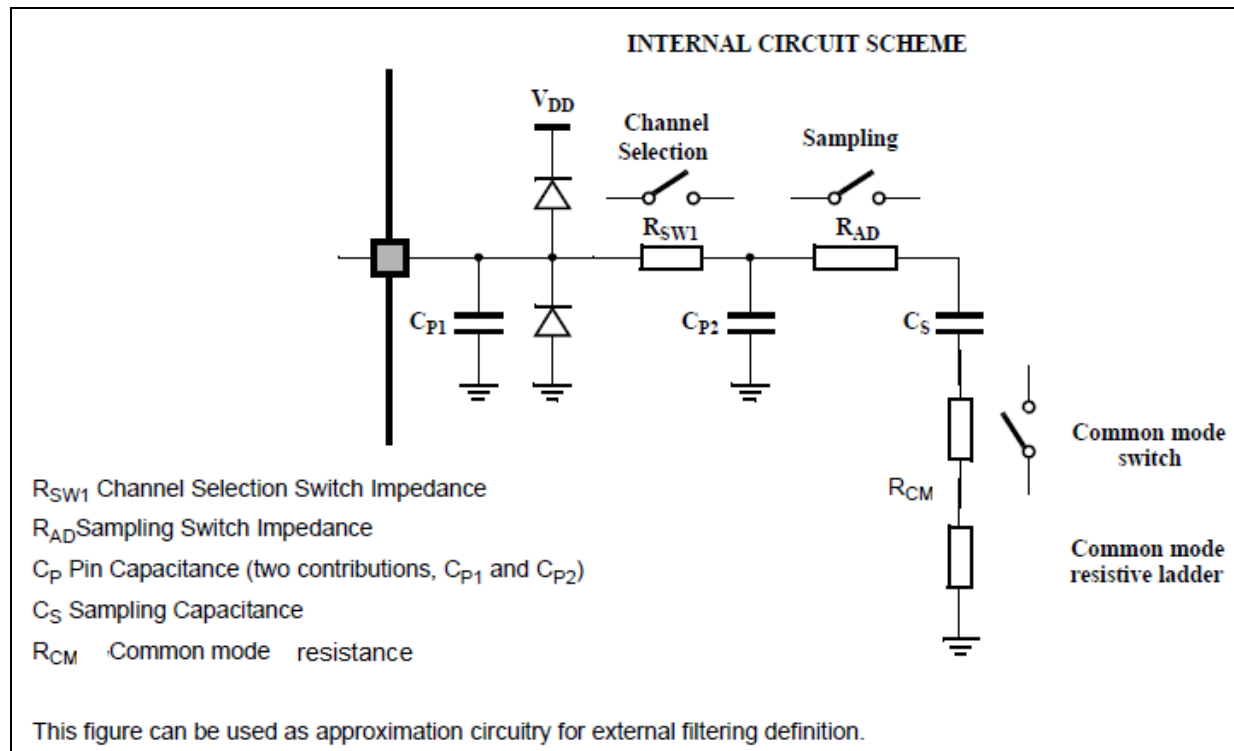 INTERNAL CIRCUIT SCHEME
VDD
Channel
Selection
Sampling
RSW1
RAD
CP1
CP2
CS
RCM
Common mode
switch
Common mode
resistive ladder
RSW1 Channel Selection Switch Impedance
RADSampling Switch Impedance
CP Pin Capacitance (two contributions, CP1 and CP2)
CS Sampling Capacitance
RCM Common mode resistance
This figure can be used as approximation circuitry for external filtering definition.